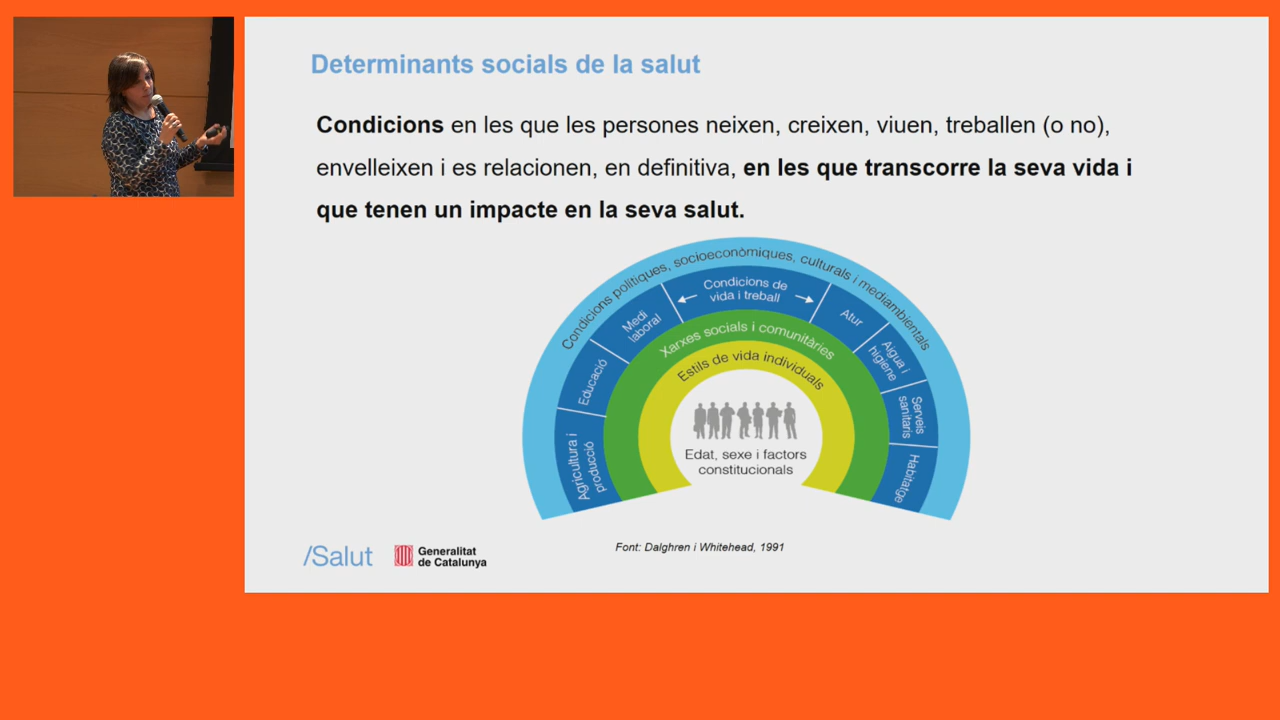 Determinants socials de la salut
Condicions en les que les persones neixen, creixen, viuen, treballen (o no),
envelleixen i es relacionen, en definitiva, en les que transcorre la seva vida i
que tenen un impacte en la seva salut.
Condicions polítiques, socioeconòmiques, culturals i mediambientals
Agricultura i
producció
Educació
Medi
laboral
Condicions de
vida i treball
Atur
Aigua i
higiene
Serveis
sanitaris
Habitatge
Xarxes socials i comunitàries
Estils de vida individuals
Edat, sexe i factors
constitucionals
Font: Dalghren i Whitehead, 1991
/Salut
Generalitat
de Catalunya